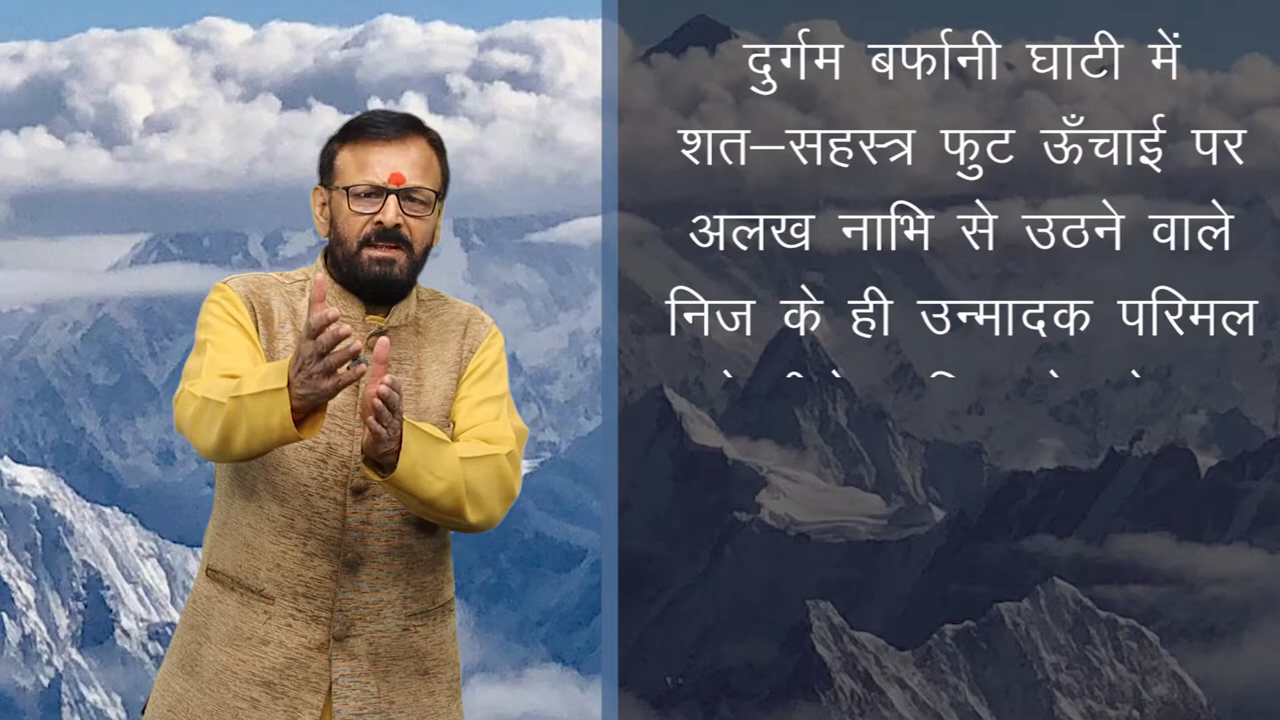 दुर्गम बर्फानी घाटी में
शत–सहस्त्र फुट ऊँचाई पर
अलख नाभि से उठने वाले
निज के ही उन्मादक परिमल